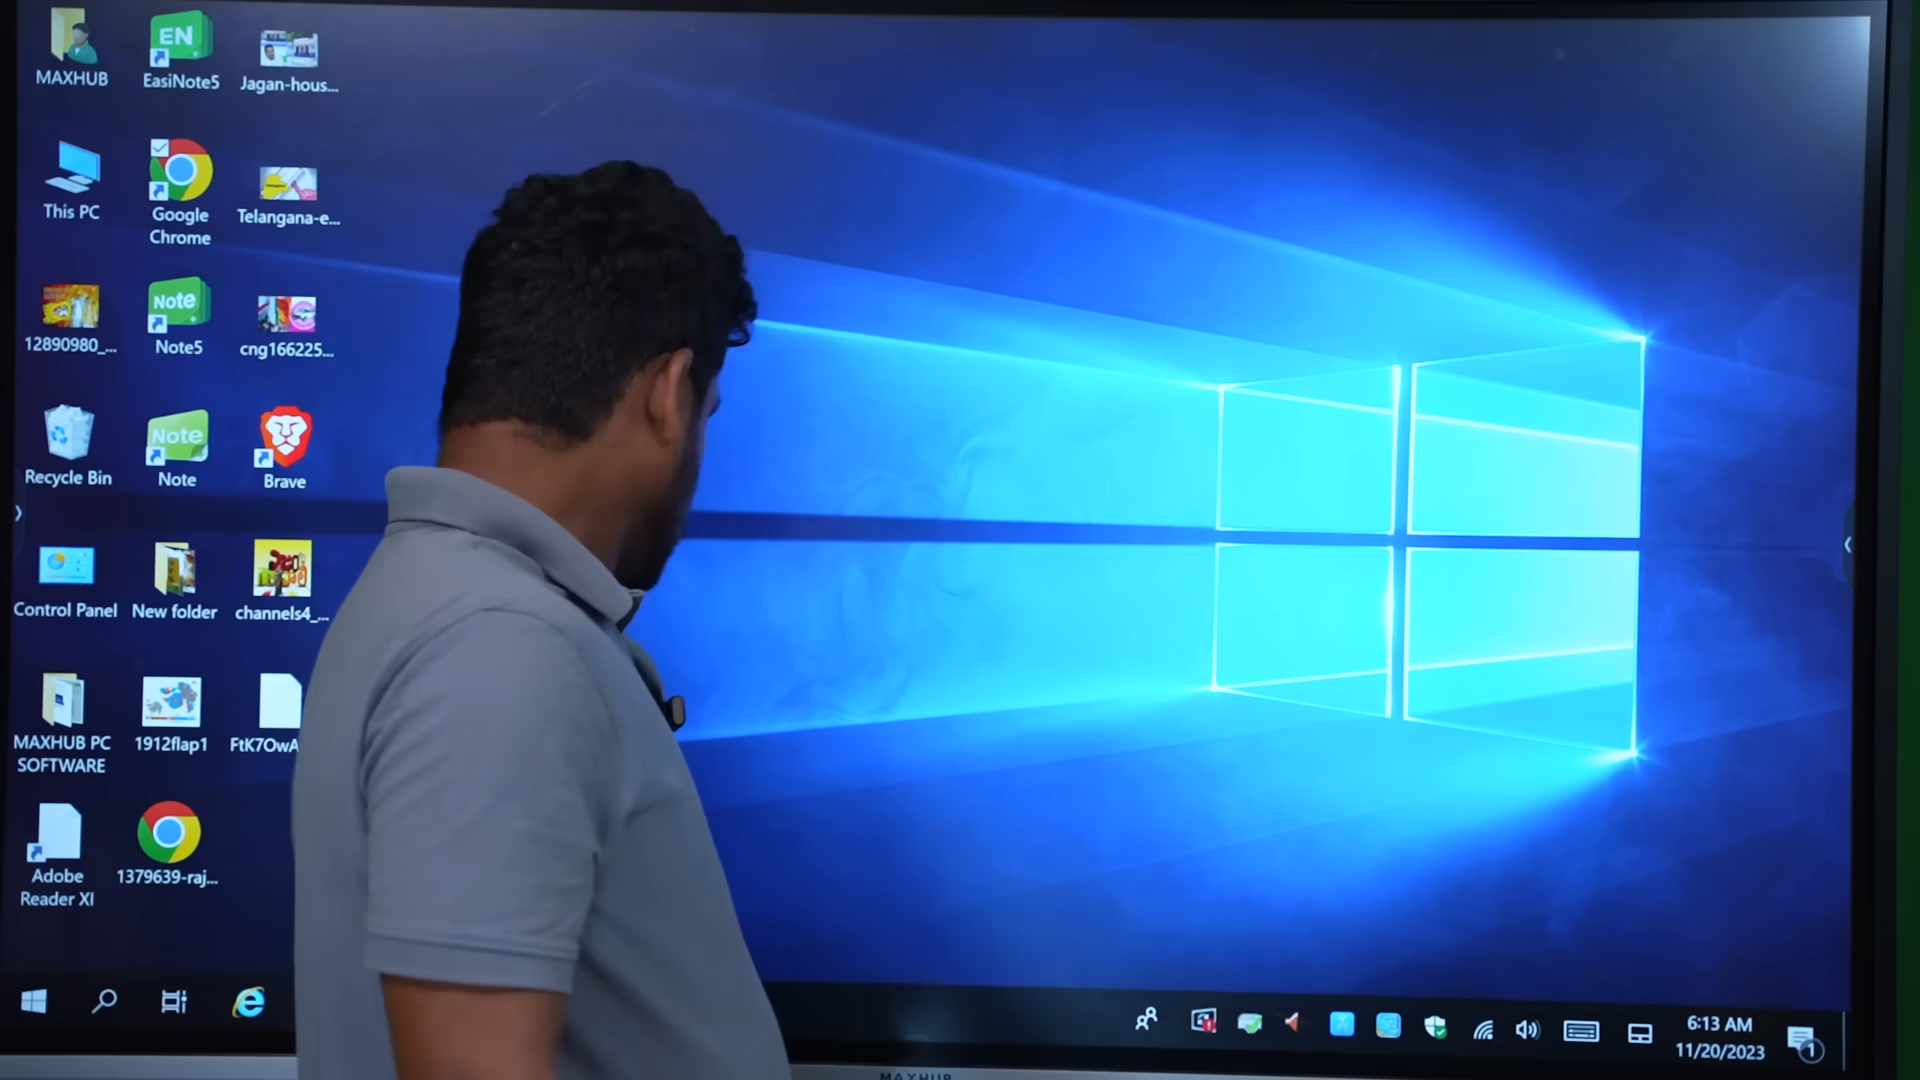 MAXHUB
EN
EasiNote5
Jagan-hous...
This PC
Google
Chrome
Telangana-e...
12890980_...
Note
Note5
cng166225...
Recycle Bin
Note
Note
Brave
Control Panel
New folder
channels4_...
MAXHUB PC
SOFTWARE
1912flap1
FtK7OwA
Adobe
Reader XI
1379639-raj...
6:13 AM
11/20/2023
1
MAXHUB